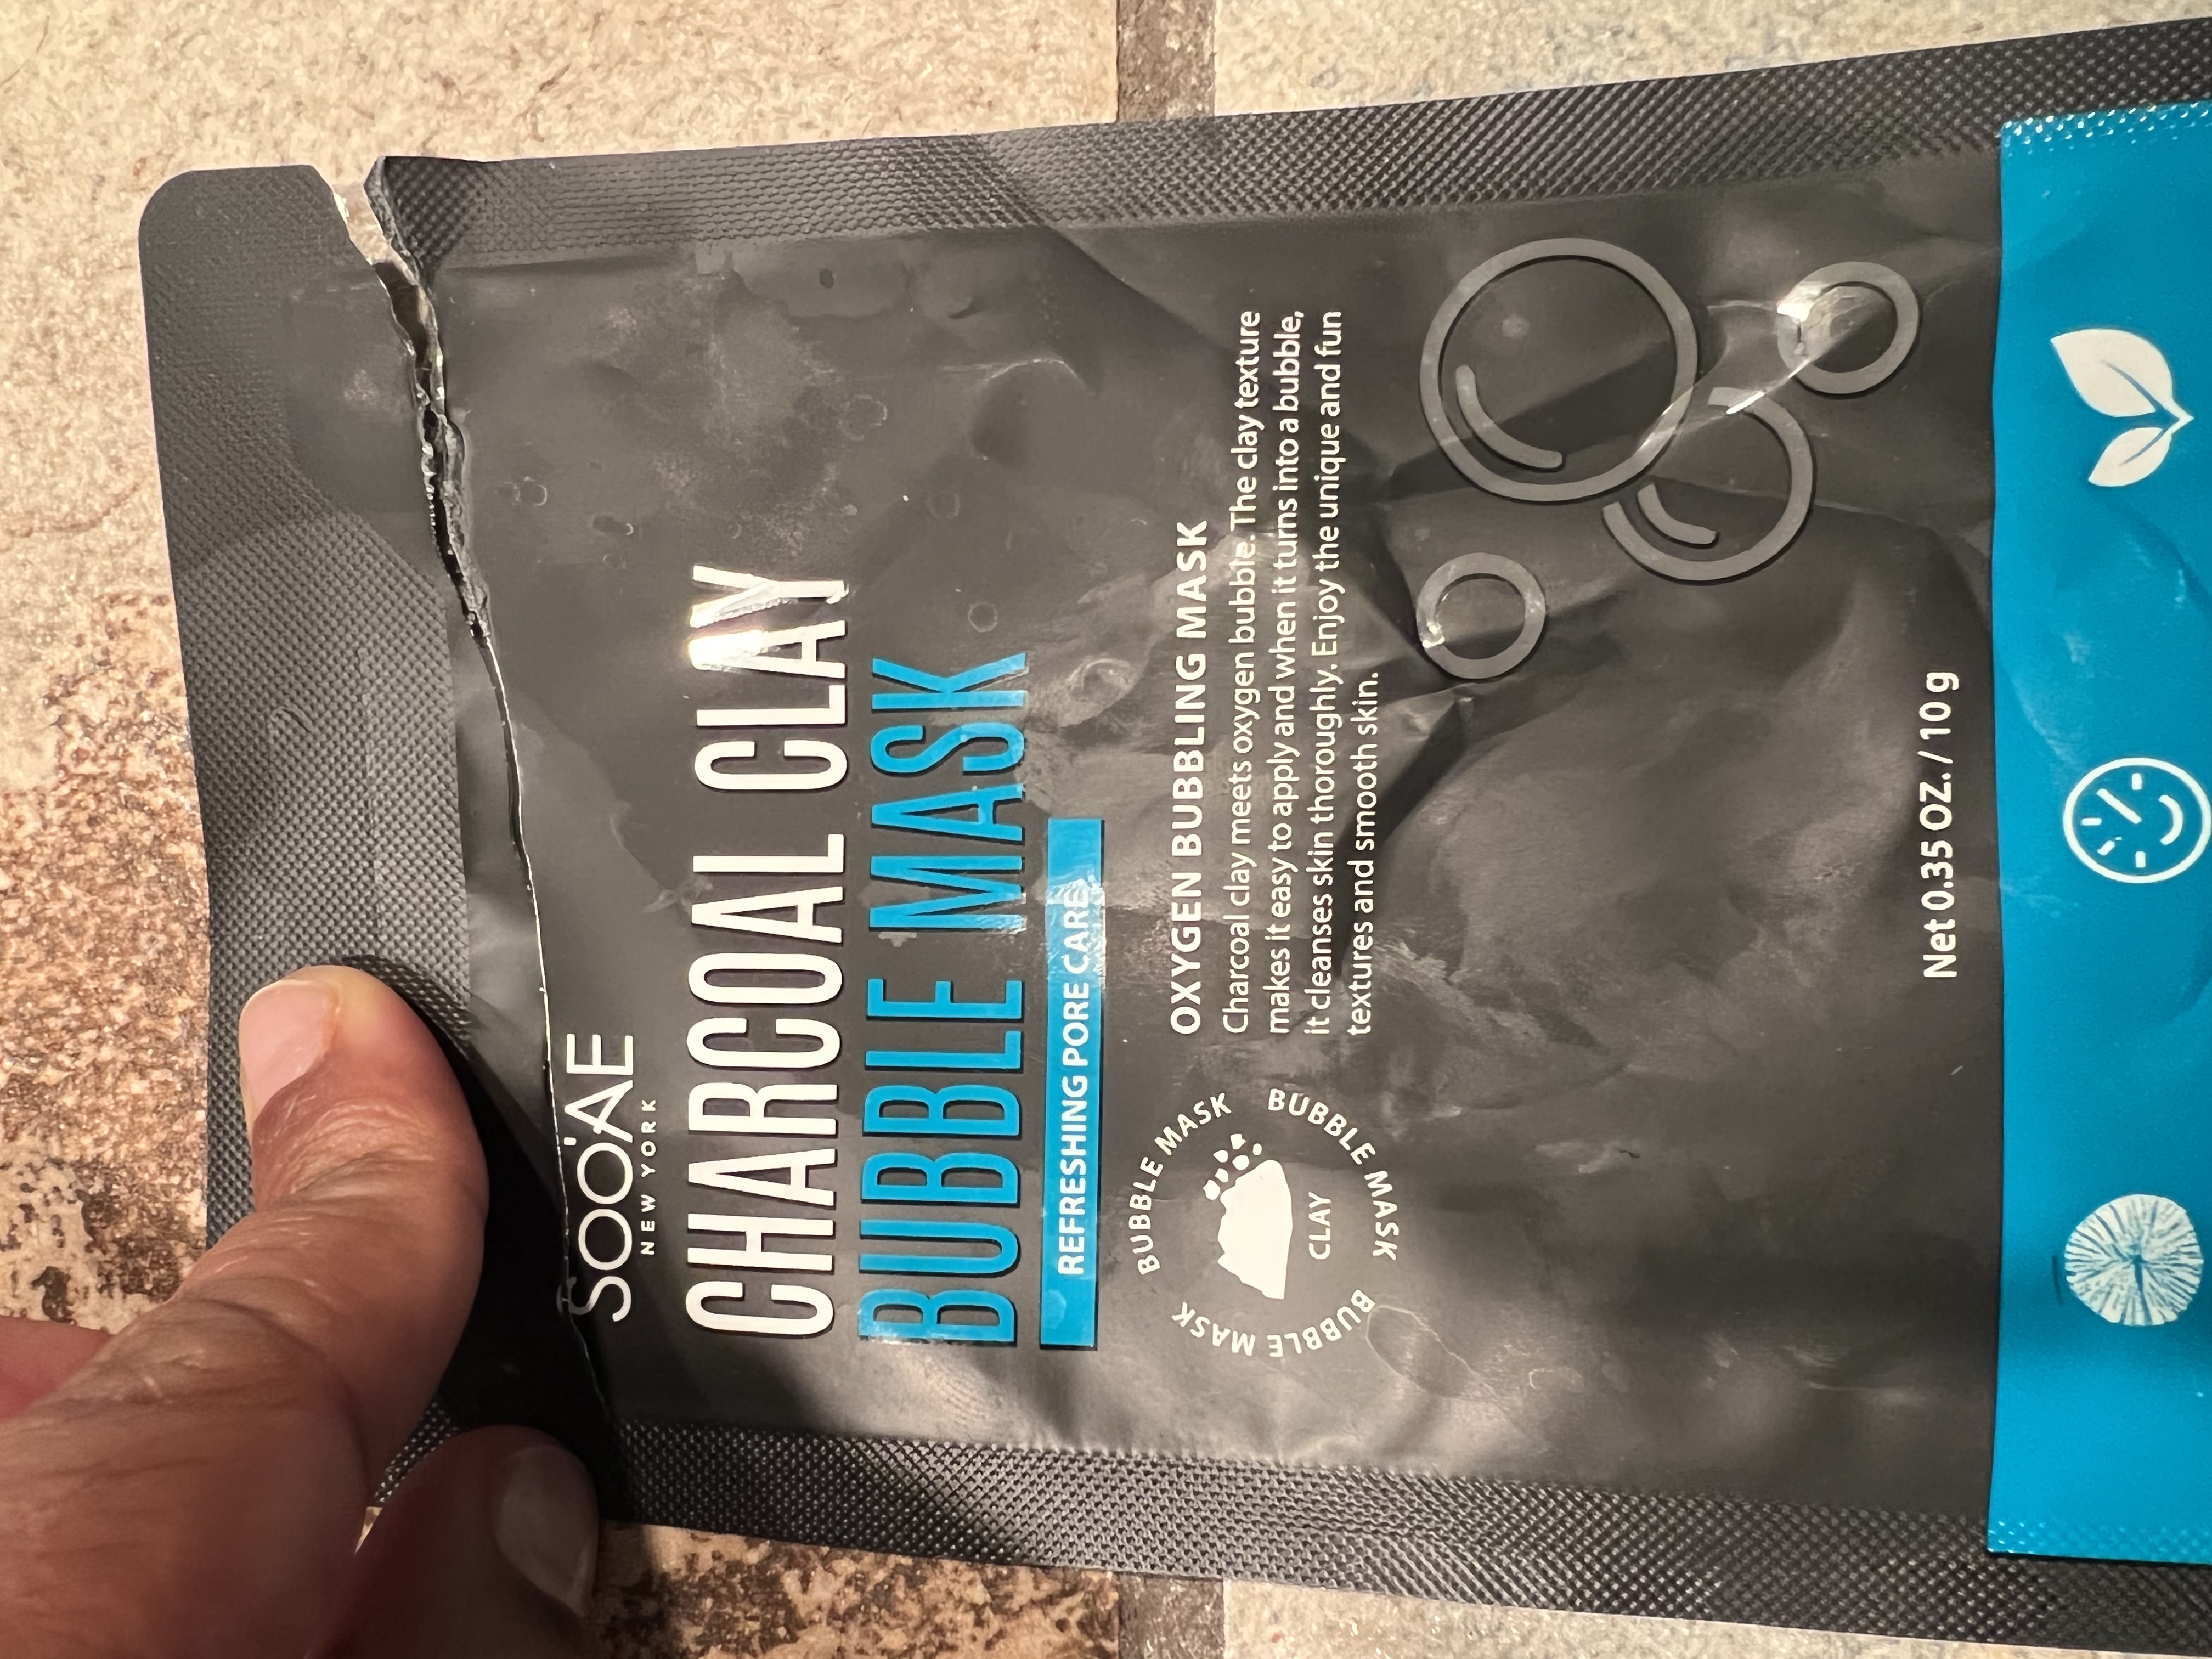 SOO'AE
NEW YORK
CHARCOAL CLAY
BUBBLE MASK
REFRESHING PORE CARE
BUBBLE MASK BUBBLE MASK BUBBLE MASK
CLAY
OXYGEN BUBBLING MASK
Charcoal clay meets oxygen bubble. The clay texture
makes it easy to apply and when it turns into a bubble,
it cleanses skin thoroughly. Enjoy the unique and fun
textures and smooth skin.
Net 0.35 OZ. / 10 g